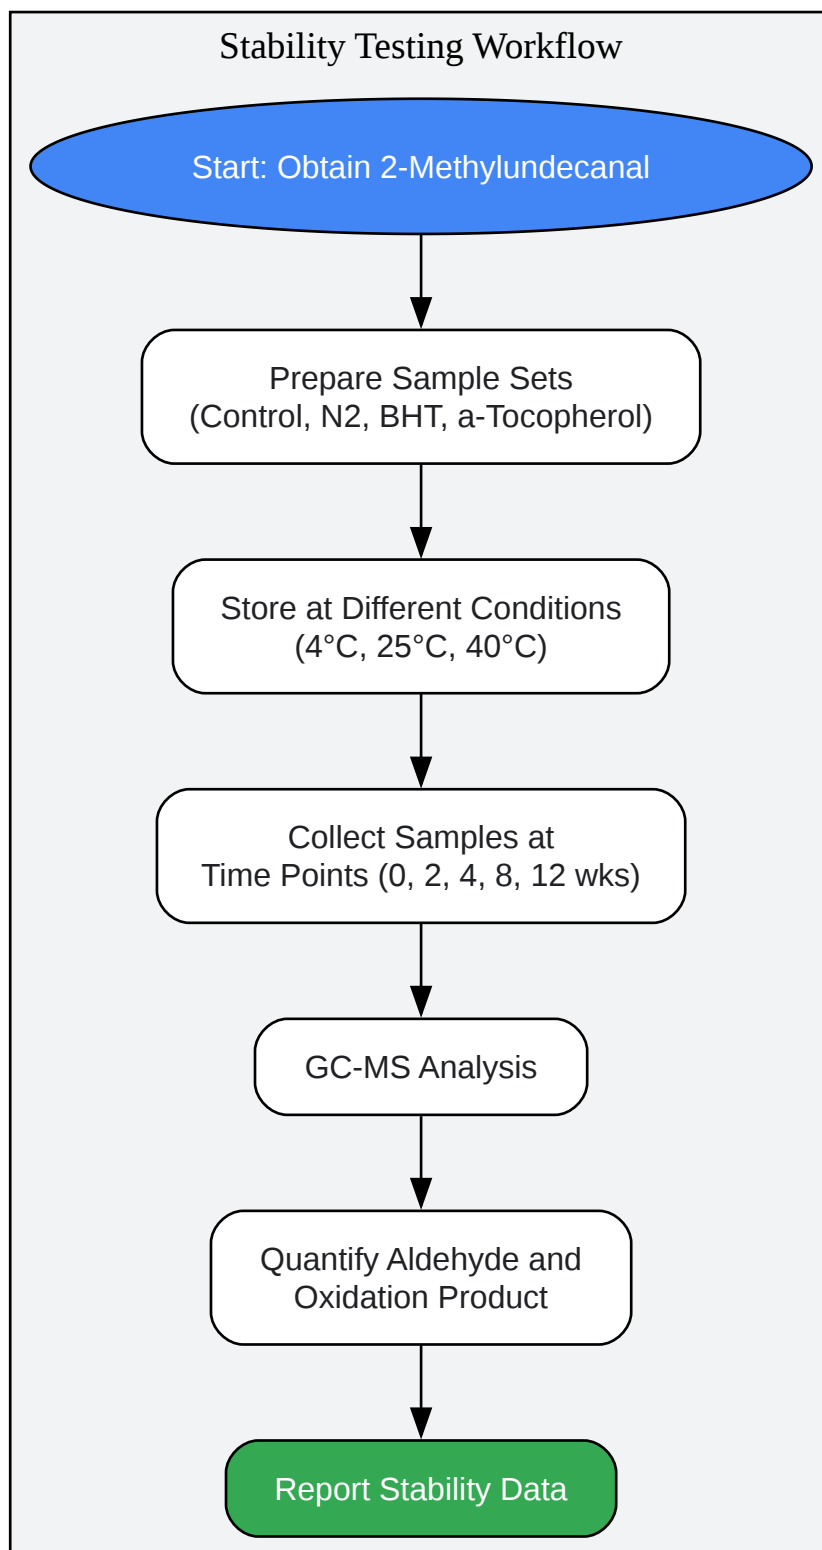 Stability Testing Workflow
Start: Obtain 2-Methylundecanal
Prepare Sample Sets
(Control, N2, BHT, a-Tocopherol)
Store at Different Conditions
(4°C, 25°C, 40°C)
Collect Samples at
Time Points (0, 2, 4, 8, 12 wks)
GC-MS Analysis
Quantify Aldehyde and
Oxidation Product
Report Stability Data